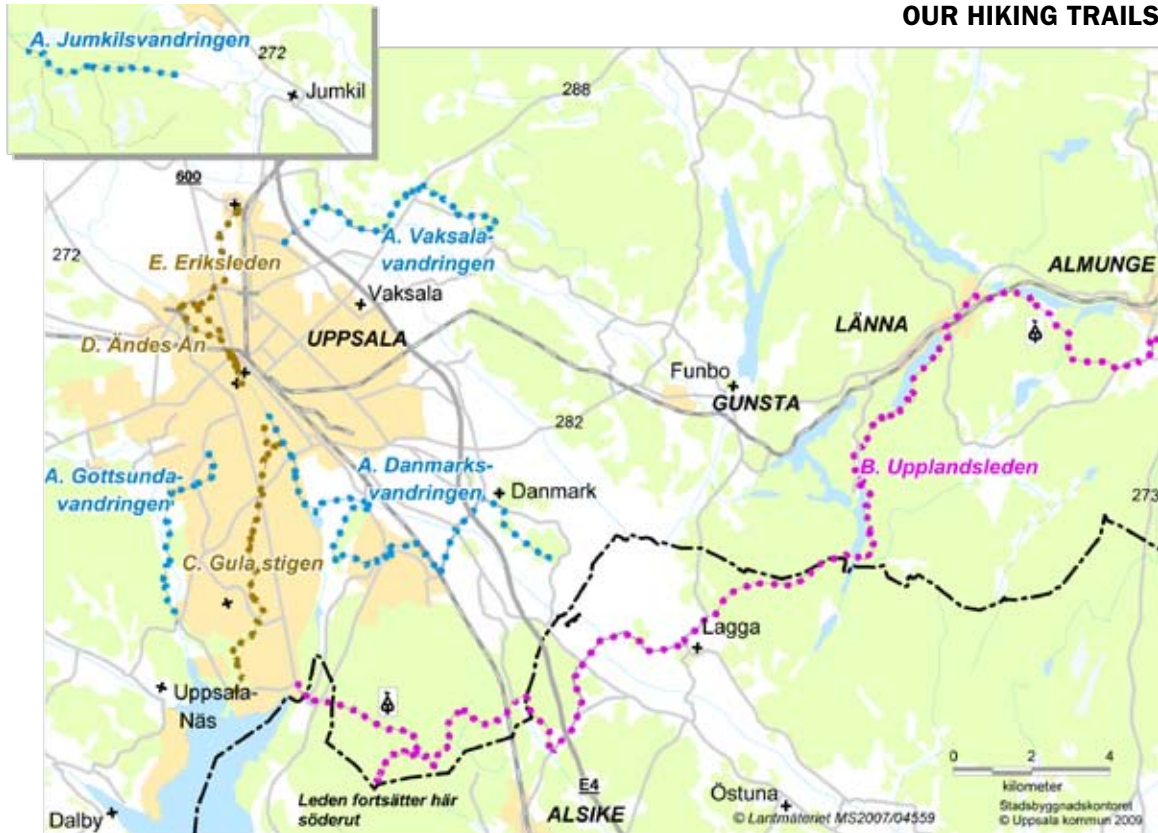 OUR HIKING TRAILS
A. Jumkilsvandringen
272
Jumkil
288
600
A. Vaksala-
vandringen
272
E. Eriksleden
ALMUNGE
Vaksala
UPPSALA
LÄNNA
D. Åndes Än
Funbo
GUNSTA
282
A. Gottsunda-
vandringen
A. Danmarks-
vandringen
Danmark
B. Upplandsleden
273
C. Gula stigen
Lagga
Uppsala-
Näs
0 2 4
kilometer
Leden fortsätter här
söderut
E4
ALSIKE
Östuna
Dalby
© Lantmäteriet MS2007/04559
Stadsbyggnadskontoret
© Uppsala kommun 2009